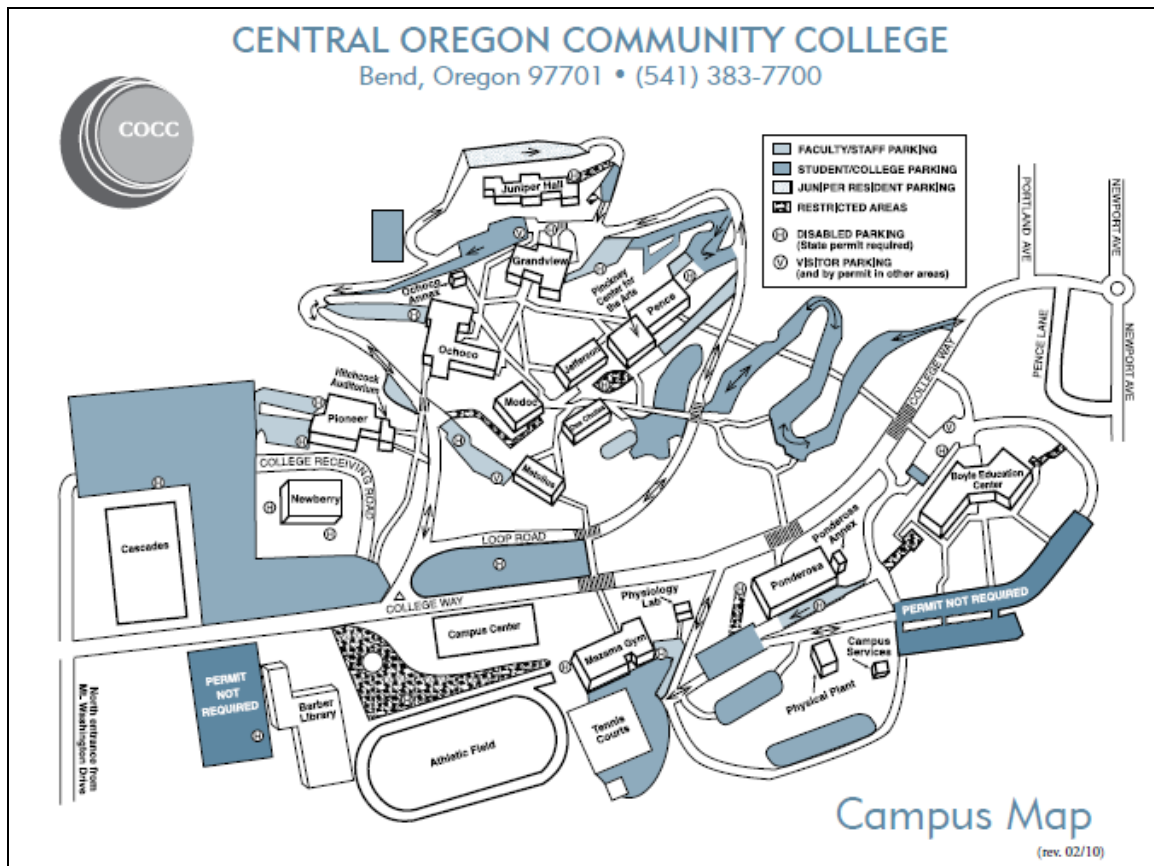 CENTRAL OREGON COMMUNITY COLLEGE
Bend, Oregon 97701 • (541) 383-7700
COCC
FACULTY/STAFF PARKING
STUDENT/COLLEGE PARKING
JUNIPER RESIDENT PARKING
RESTRICTED AREAS
H DISABLED PARKING
(State permit required)
V VISITOR PARKING
(and by permit in other areas)
PORTLAND AVE
NEWPORT AVE
PENCE LANE
NEWPORT AVE
COLLEGE WAY
Juniper Hall
H
V
H
Grandview
H
Ochoco
Annex
H
Pinckney
Center for
the Arts
H
Pence
Ochoco
Jefferson
Hitchcock
Auditorium
Modoc
H
Pioneer
H
H
H
Metolius
V
V
H
COLLEGE RECEIVING ROAD
Newberry
H
H
H
Cascades
Boyle Education
Center
LOOP ROAD
H
Ponderosa
Annex
Ponderosa
H
COLLEGE WAY
Physiology
Lab
Campus Center
Mazama Gym
H
H
PERMIT NOT REQUIRED
Campus
Services
Physical Plant
PERMIT
NOT
REQUIRED
H
Barber
Library
Tennis
Courts
Athletic Field
North entrance from
Mt. Washington Drive
Campus Map
(rev. 02/10)